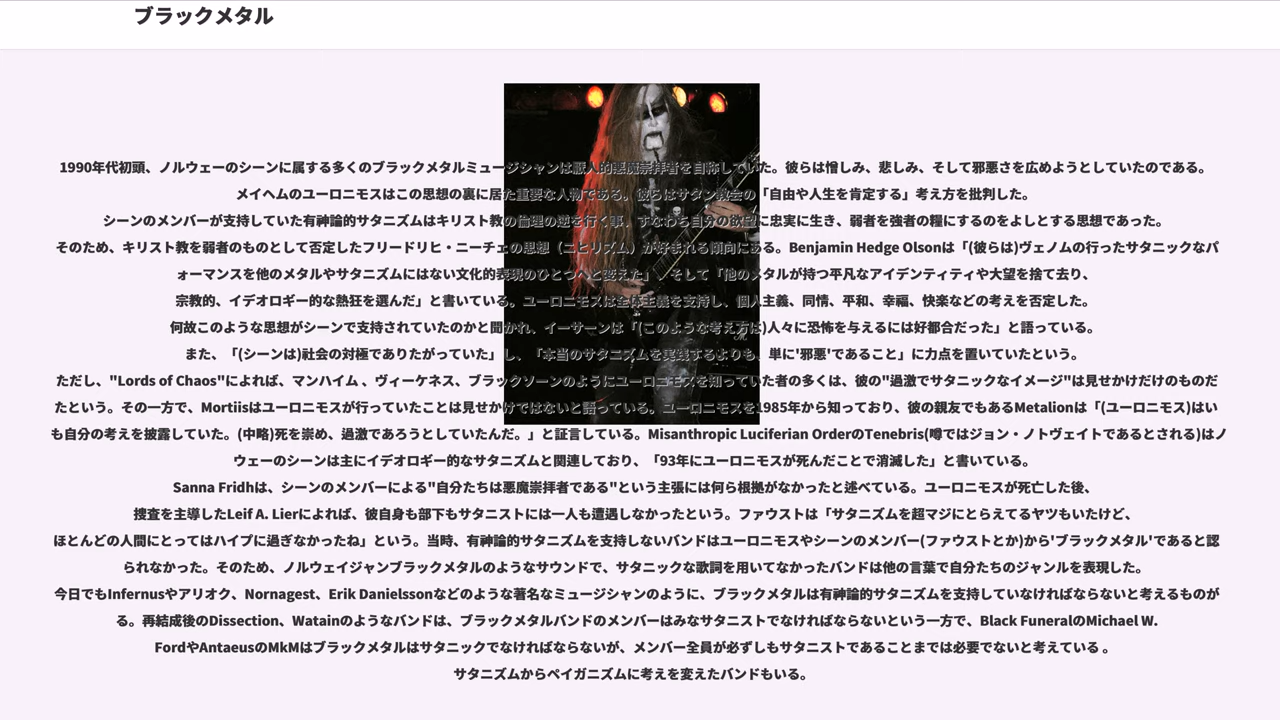 ブラックメタル
1990年代初頭、ノルウェーのシーンに属する多くのブラックメタルミュージシャンは獣人的悪魔崇拝者を自称していた。彼らは憎しみ、悲しみ、そして邪悪さを広めようとしていたのである。
メイヘムのユーロニモスはこの思想の裏に居た重要な人物である。彼らはサタン教会の「自由や人生を肯定する」考え方を批判した。
シーンのメンバーが支持していた有神論的サタニズムはキリスト教の倫理の逆を行く事、すなわち自分の欲望に忠実に生き、弱者を強者の糧にするのをよしとする思想であった。
そのため、キリスト教を弱者のものとして否定したフリードリヒ・ニーチェの思想（ニヒリズム）が好まれる傾向にある。Benjamin Hedge Olsonは「(彼らは)ヴェノムの行ったサタニックなパ
ォーマンスを他のメタルやサタニズムにはない文化的表現のひとつへと変えた」、そして「他のメタルが持つ平凡なアイデンティティや大望を捨て去り、
宗教的、イデオロギー的な熱狂を選んだ」と書いている。ユーロニモスは全体主義を支持し、個人主義、同情、平和、幸福、快楽などの考えを否定した。
何故このような思想がシーンで支持されていたのかと聞かれ、イーサーンは「(このような考え方は)人々に恐怖を与えるには好都合だった」と語っている。
また、「(シーンは)社会の対極でありたがっていた」し、「本当のサタニズムを実践するよりも、単に'邪悪'であること」に力点を置いていたという。
ただし、"Lords of Chaos"によれば、マンハイム 、ヴィーケネス、ブラックソーンのようにユーロニモスを知っていた者の多くは、彼の"過激でサタニックなイメージ"は見せかけだけのものだ
たという。その一方で、Mortiisはユーロニモスが行っていたことは見せかけではないと語っている。ユーロニモスを1985年から知っており、彼の親友でもあるMetalionは「(ユーロニモス)はい
も自分の考えを披露していた。(中略)死を崇め、過激であろうとしていたんだ。」と証言している。Misanthropic Luciferian OrderのTenebris(噂ではジョン・ノトヴェイトであるとされる)はノ
ウェーのシーンは主にイデオロギー的なサタニズムと関連しており、「93年にユーロニモスが死んだことで消滅した」と書いている。
Sanna Fridhは、シーンのメンバーによる"自分たちは悪魔崇拝者である"という主張には何ら根拠がなかったと述べている。ユーロニモスが死亡した後、
捜査を主導したLeif A. Lierによれば、彼自身も部下もサタニストには一人も遭遇しなかったという。ファウストは「サタニズムを超マジにとらえてるヤツもいたけど、
ほとんどの人間にとってはハイプに過ぎなかったね」という。当時、有神論的サタニズムを支持しないバンドはユーロニモスやシーンのメンバー(ファウストとか)から'ブラックメタル'であると認
られなかった。そのため、ノルウェイジャンブラックメタルのようなサウンドで、サタニックな歌詞を用いてなかったバンドは他の言葉で自分たちのジャンルを表現した。
今日でもInfernusやアリオク、Nornagest、Erik Danielssonなどのような著名なミュージシャンのように、ブラックメタルは有神論的サタニズムを支持していなければならないと考えるものが
る。再結成後のDissection、Watainのようなバンドは、ブラックメタルバンドのメンバーはみなサタニストでなければならないという一方で、Black FuneralのMichael W.
FordやAntaeusのMkMはブラックメタルはサタニックでなければならないが、メンバー全員が必ずしもサタニストであることまでは必要でないと考えている 。
サタニズムからペイガニズムに考えを変えたバンドもいる。